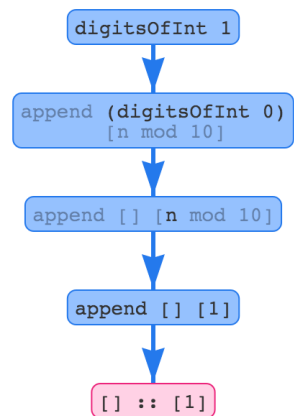 digitsOfInt 1
append (digitsOfInt 0)
[n mod 10]
append [] [n mod 10]
append [] [1]
[] :: [1]